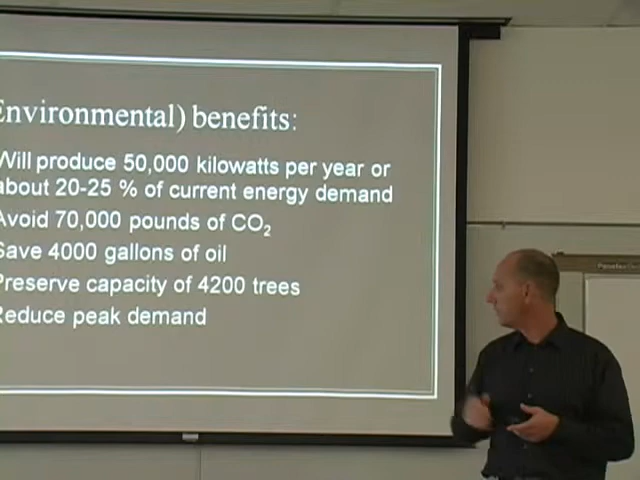 Environmental) benefits:
Will produce 50,000 kilowatts per year or
about 20-25 % of current energy demand
Avoid 70,000 pounds of CO2
Save 4000 gallons of oil
Preserve capacity of 4200 trees
Reduce peak demand